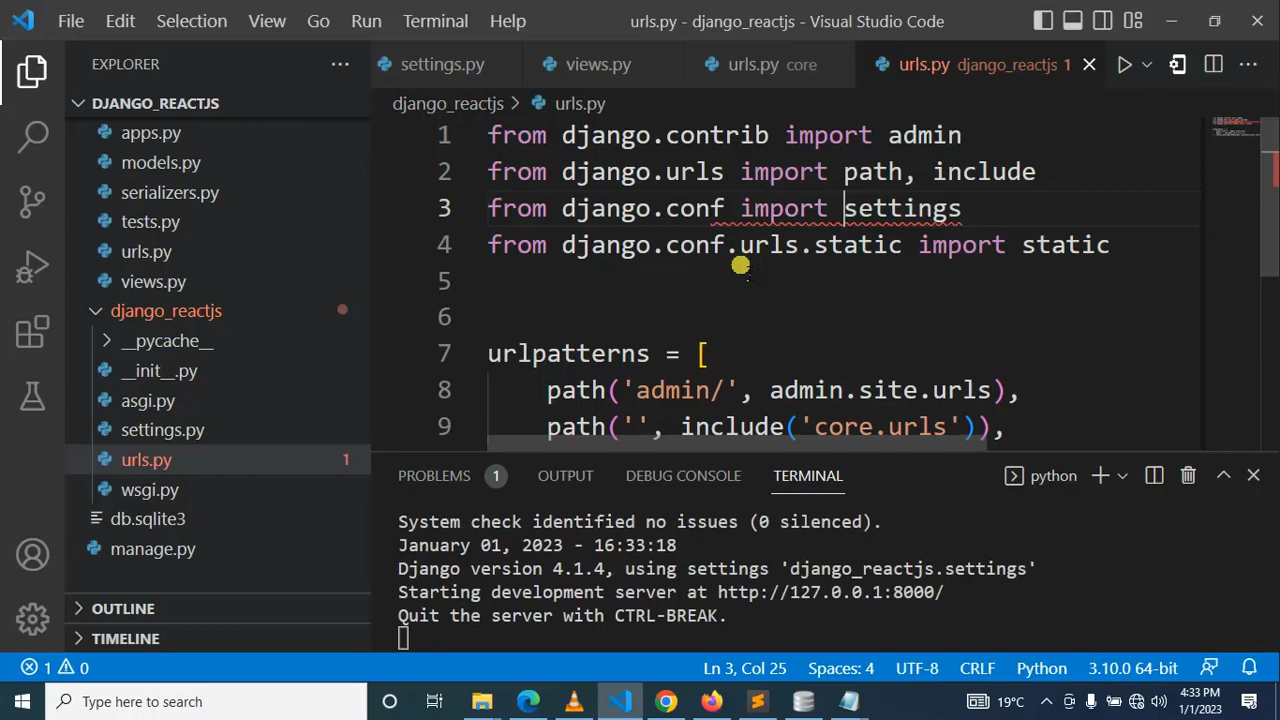 File Edit Selection View Go Run Terminal Help urls.py - django_reactjs - Visual Studio Code
EXPLORER
settings.py views.py urls.py core urls.py django_reactjs 1
DJANGO_REACTJS
apps.py
models.py
serializers.py
tests.py
urls.py
views.py
django_reactjs
__pycache__
__init__.py
asgi.py
settings.py
urls.py 1
wsgi.py
db.sqlite3
manage.py
OUTLINE
TIMELINE
django_reactjs > urls.py
1 from django.contrib import admin
2 from django.urls import path, include
3 from django.conf import settings
4 from django.conf.urls.static import static
5
6
7 urlpatterns = [
8 path('admin/', admin.site.urls),
9 path('', include('core.urls')),
PROBLEMS 1 OUTPUT DEBUG CONSOLE TERMINAL python
System check identified no issues (0 silenced).
January 01, 2023 - 16:33:18
Django version 4.1.4, using settings 'django_reactjs.settings'
Starting development server at http://127.0.0.1:8000/
Quit the server with CTRL-BREAK.
1 0 Ln 3, Col 25 Spaces: 4 UTF-8 CRLF Python 3.10.0 64-bit
Type here to search 19°C 4:33 PM
1/1/2023